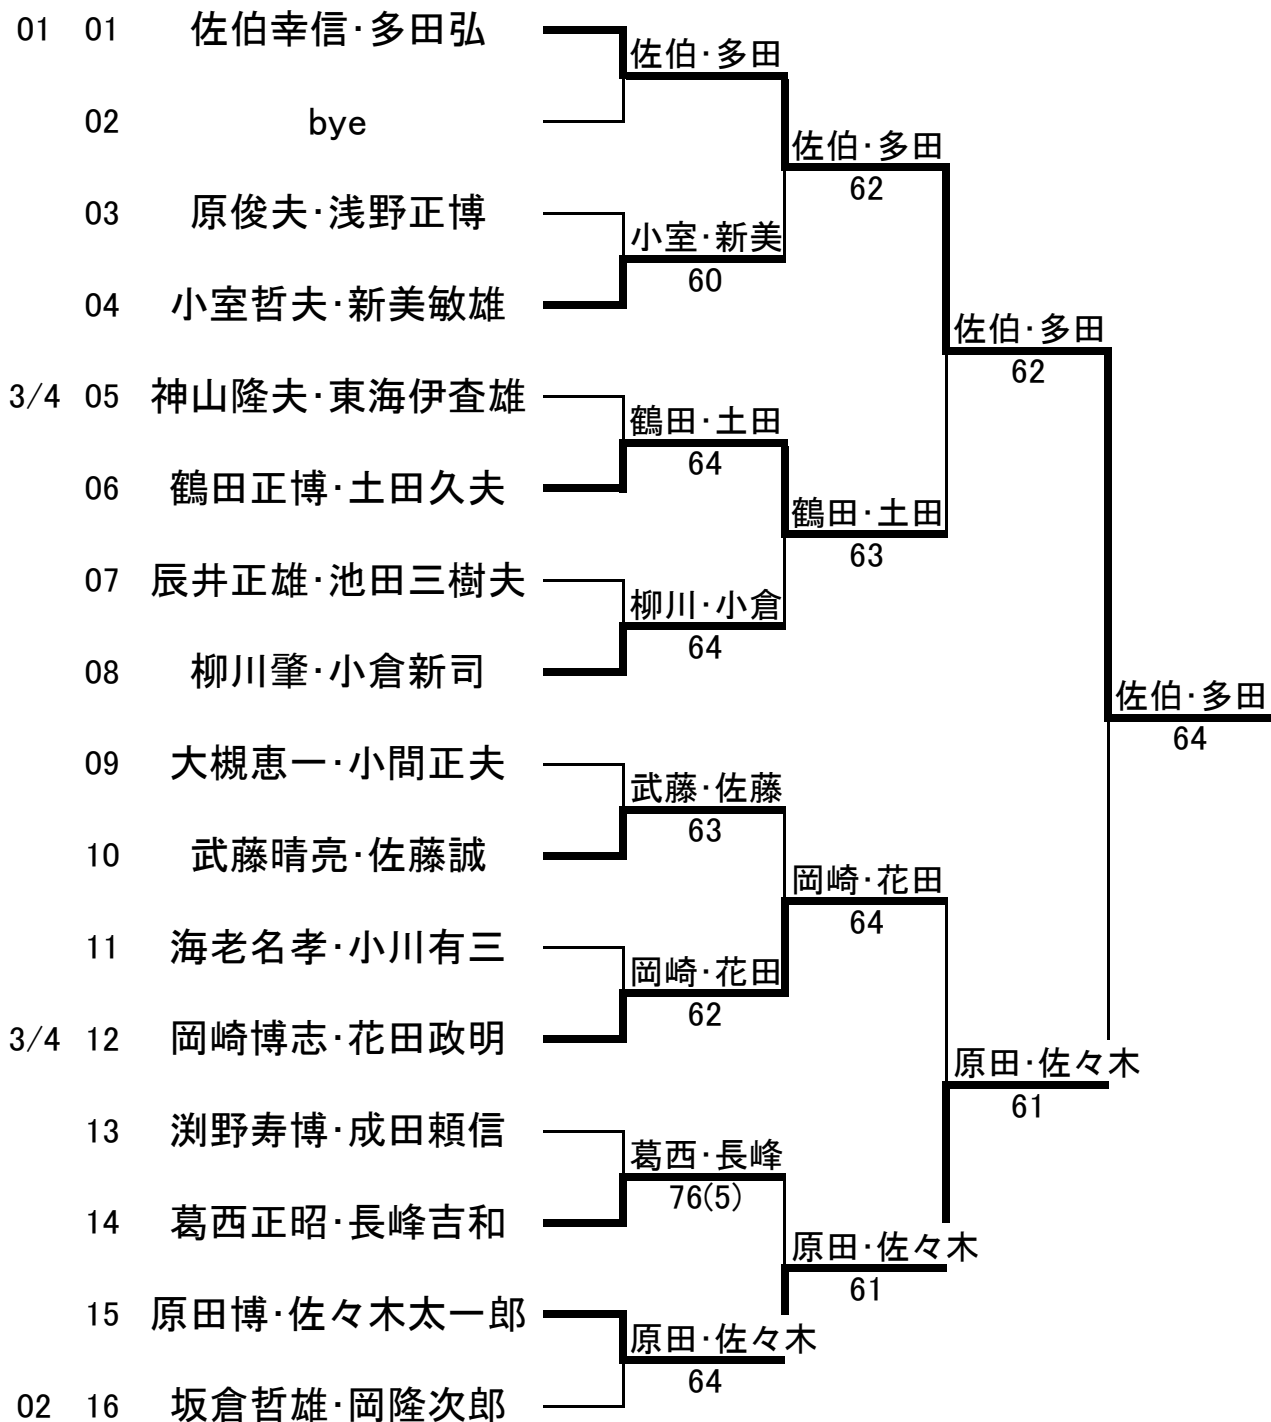 01 01 佐伯幸信･多田弘
佐伯･多田
02 bye
佐伯･多田
62
03 原俊夫･浅野正博
小室･新美
60
04 小室哲夫･新美敏雄
佐伯･多田
62
3/4 05 神山隆夫･東海伊査雄
鶴田･土田
64
06 鶴田正博･土田久夫
鶴田･土田
63
07 辰井正雄･池田三樹夫
柳川･小倉
64
08 柳川肇･小倉新司
佐伯･多田
64
09 大槻恵一･小間正夫
武藤･佐藤
63
10 武藤晴亮･佐藤誠
岡崎･花田
64
11 海老名孝･小川有三
岡崎･花田
62
3/4 12 岡崎博志･花田政明
原田･佐々木
61
13 渕野寿博･成田頼信
葛西･長峰
76(5)
14 葛西正昭･長峰吉和
原田･佐々木
61
15 原田博･佐々木太一郎
原田･佐々木
64
02 16 坂倉哲雄･岡隆次郎